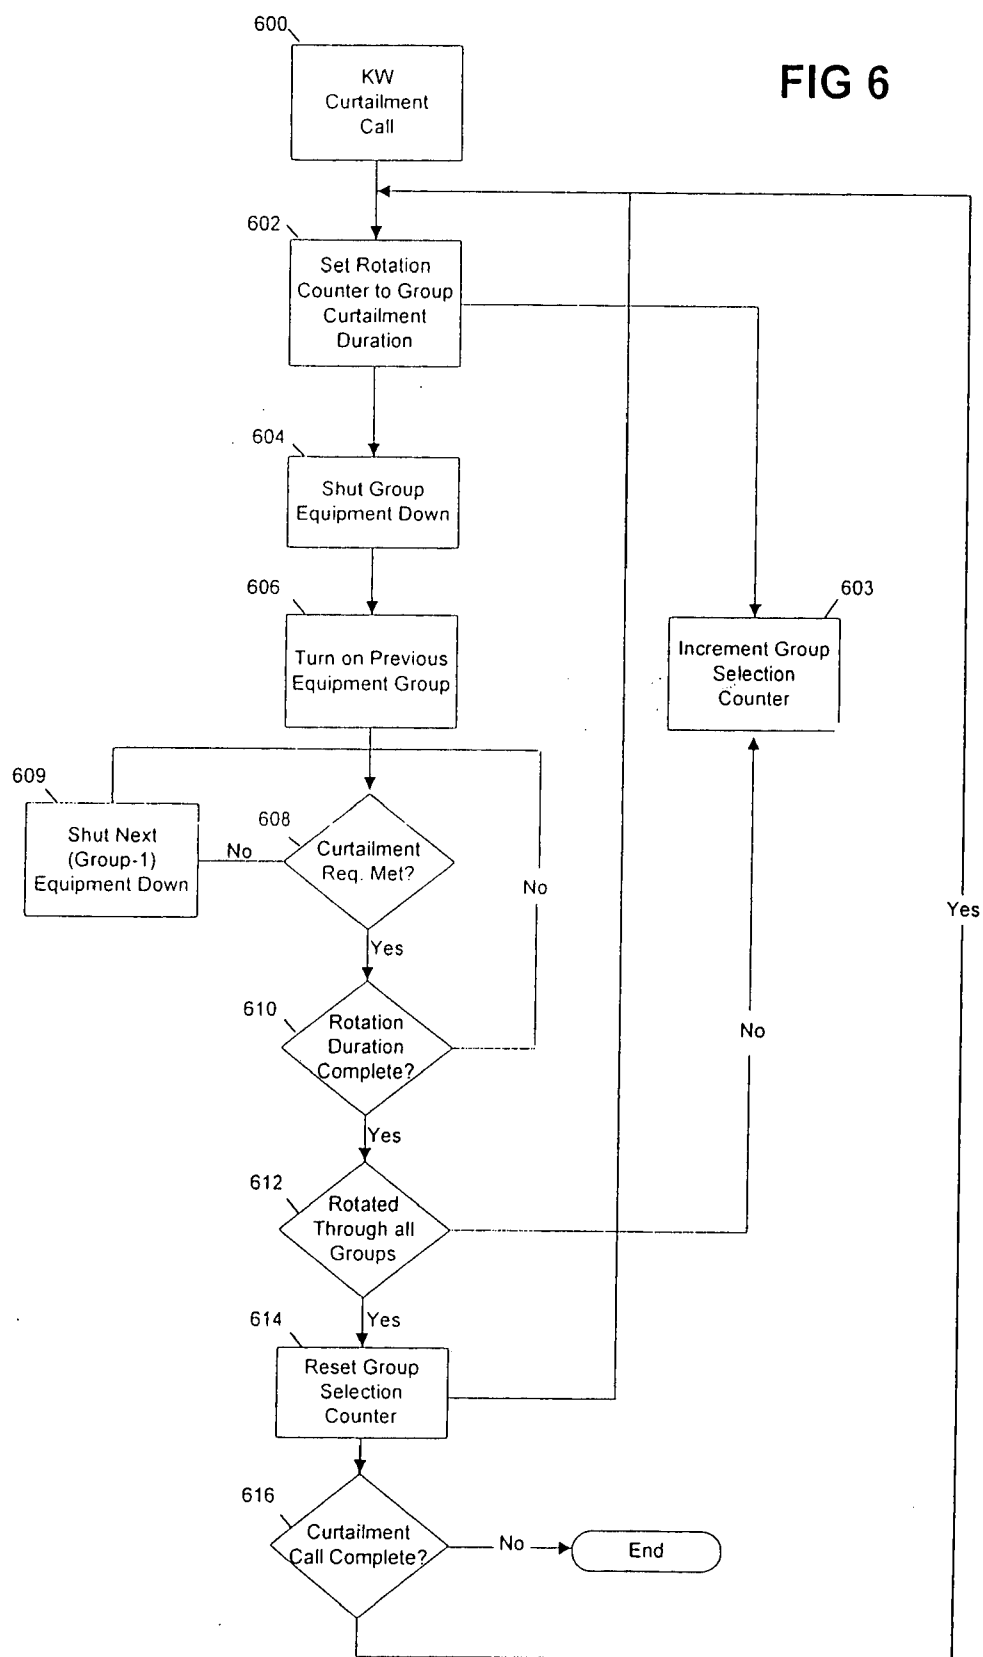 600
KW
Curtailment
Call
FIG 6
602
Set Rotation
Counter to Group
Curtailment
Duration
604
Shut Group
Equipment Down
606
Turn on Previous
Equipment Group
603
Increment Group
Selection
Counter
609
Shut Next
(Group-1)
Equipment Down
No
608
Curtailment
Req. Met?
No
Yes
Yes
610
Rotation
Duration
Complete?
No
Yes
612
Rotated
Through all
Groups
Yes
614
Reset Group
Selection
Counter
616
Curtailment
Call Complete?
No
End